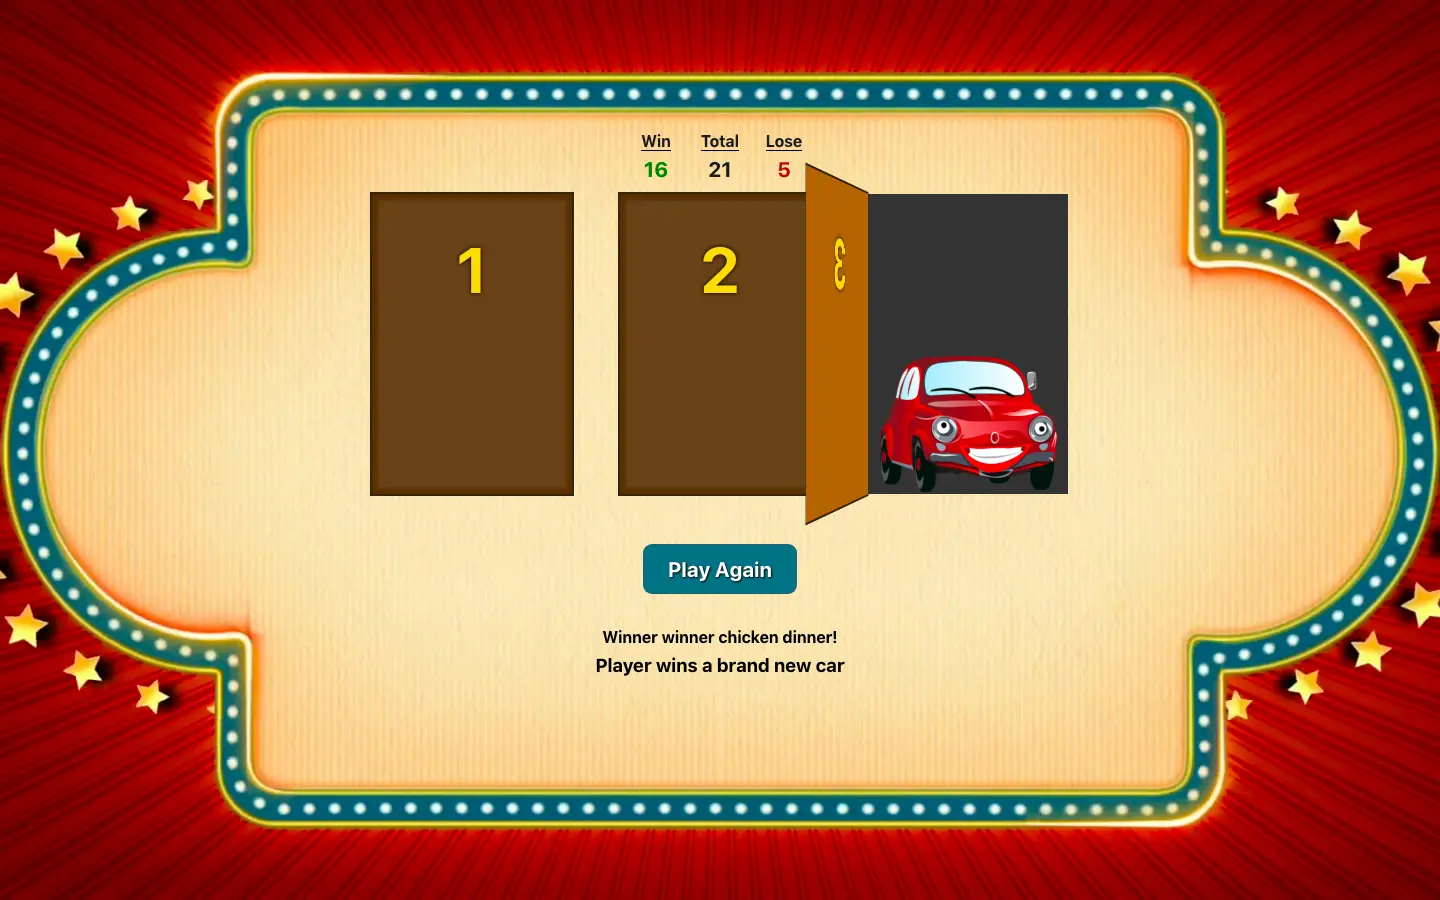 Win Total Lose
16 21 5
1 2 3
Play Again
Winner winner chicken dinner!
Player wins a brand new car